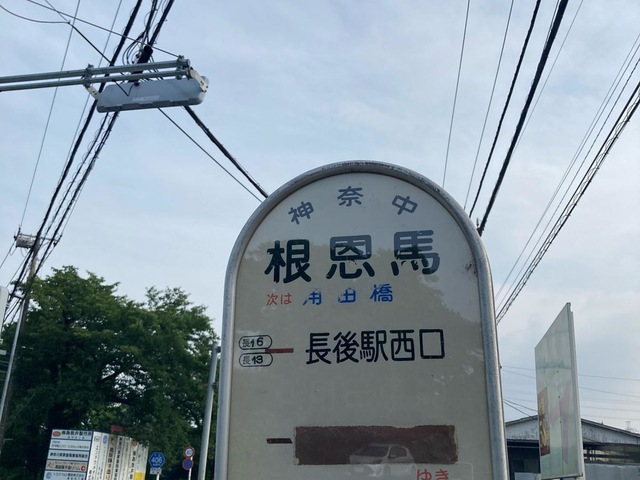 神奈中
根恩馬
次は 用田橋
長16
長後駅西口
長13
ゆき
406